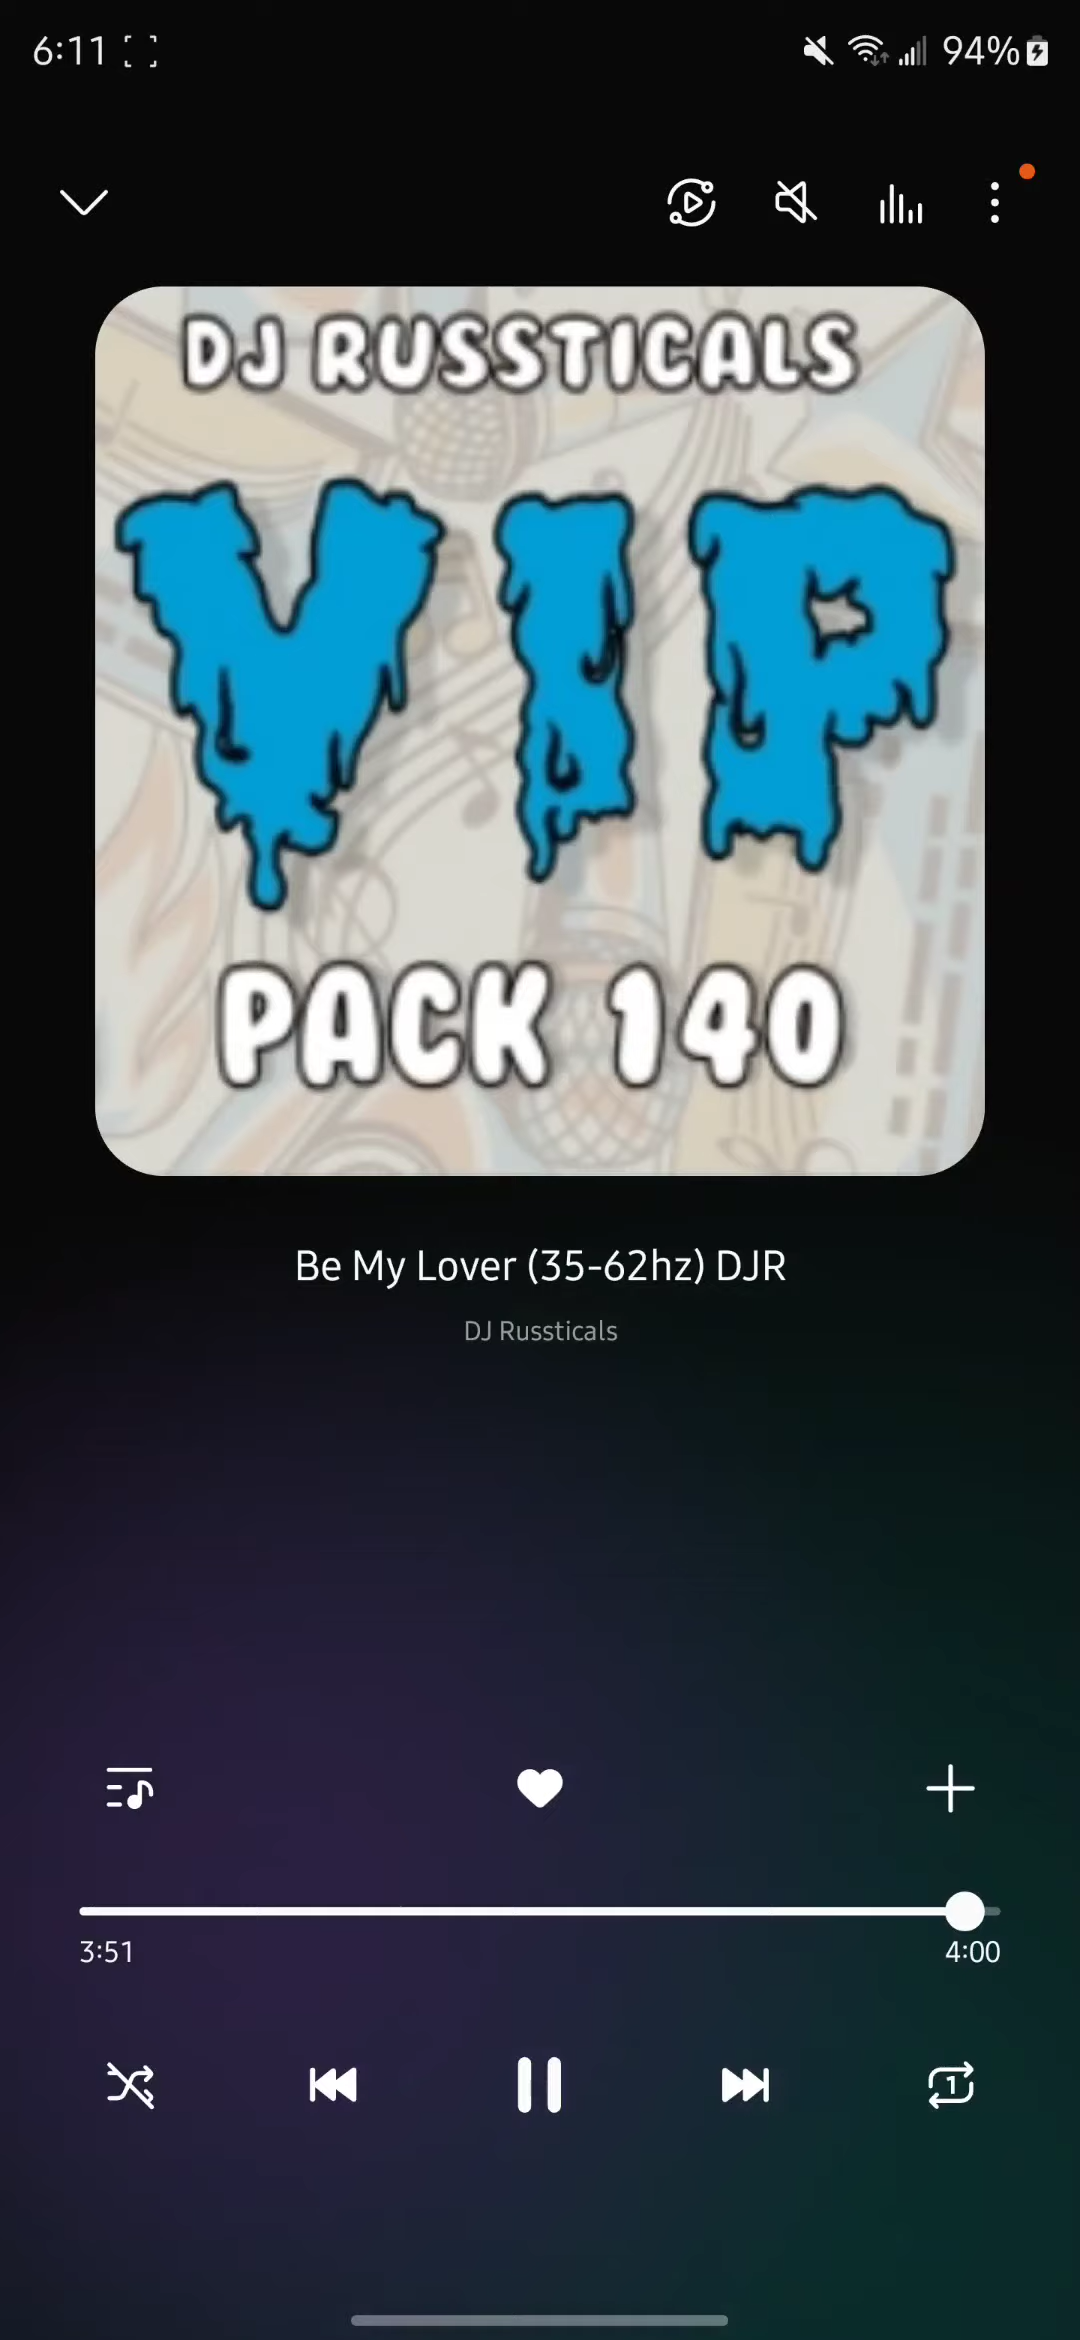 6:11
94%
DJ RUSSTICALS
VIP
PACK 140
Be My Lover (35-62hz) DJR
DJ Russticals
3:51
4:00
1